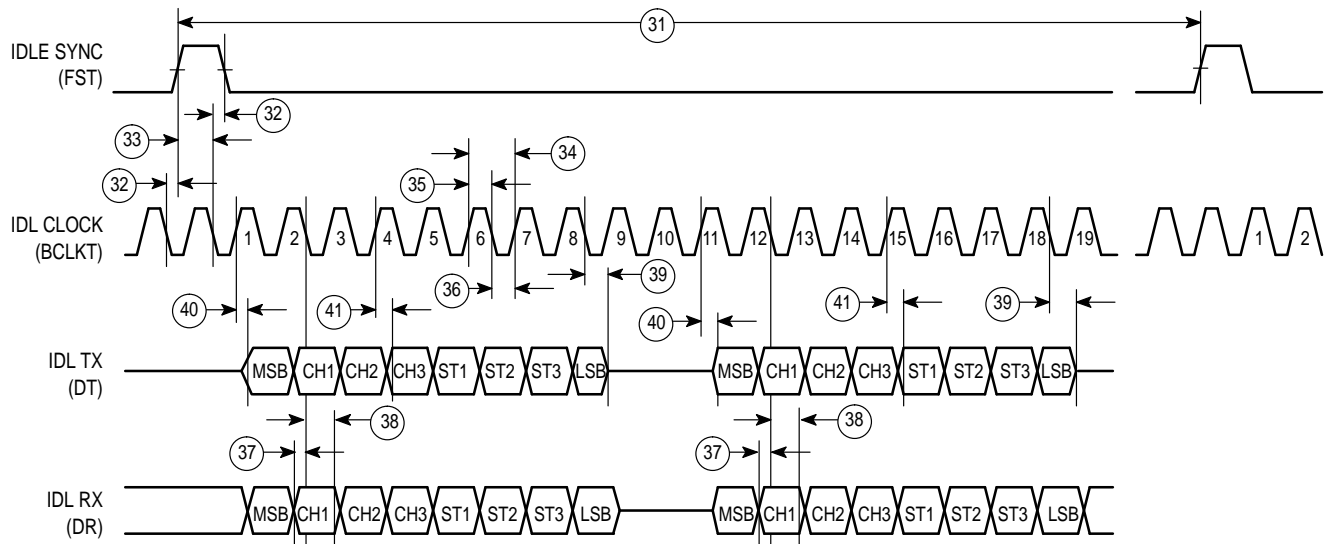 31
IDLE SYNC
(FST)
32
33
34
35
32
IDL CLOCK
(BCLKT)
1 2 3 4 5 6 7 8 9 10 11 12 13 14 15 16 17 18 19 1 2
39
36
40 41 41 39
40
IDL TX
(DT)
MSB CH1 CH2 CH3 ST1 ST2 ST3 LSB MSB CH1 CH2 CH3 ST1 ST2 ST3 LSB
38 38
37 37
IDL RX
(DR)
MSB CH1 CH2 CH3 ST1 ST2 ST3 LSB MSB CH1 CH2 CH3 ST1 ST2 ST3 LSB